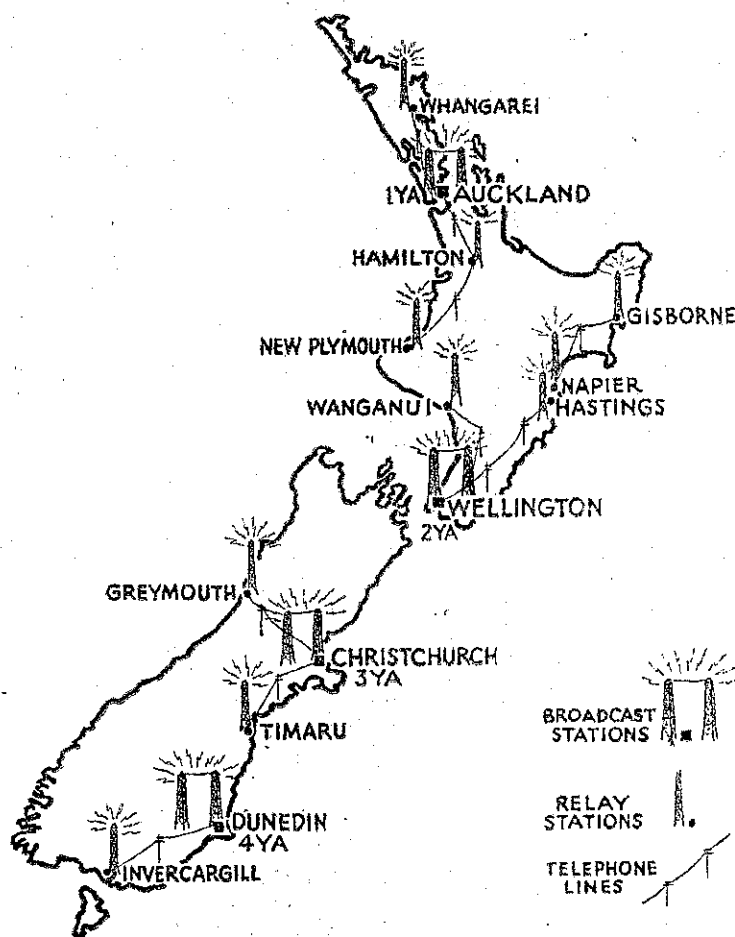 WHANGAREI
1YA AUCKLAND
HAMILTON
GISBORNE
NEW PLYMOUTH
NAPIER
WANGANUI
HASTINGS
WELLINGTON
2YA
GREYMOUTH
CHRISTCHURCH
3YA
TIMARU
DUNEDIN
4YA
INVERCARGILL
BROADCAST
STATIONS
RELAY
STATIONS
TELEPHONE
LINES